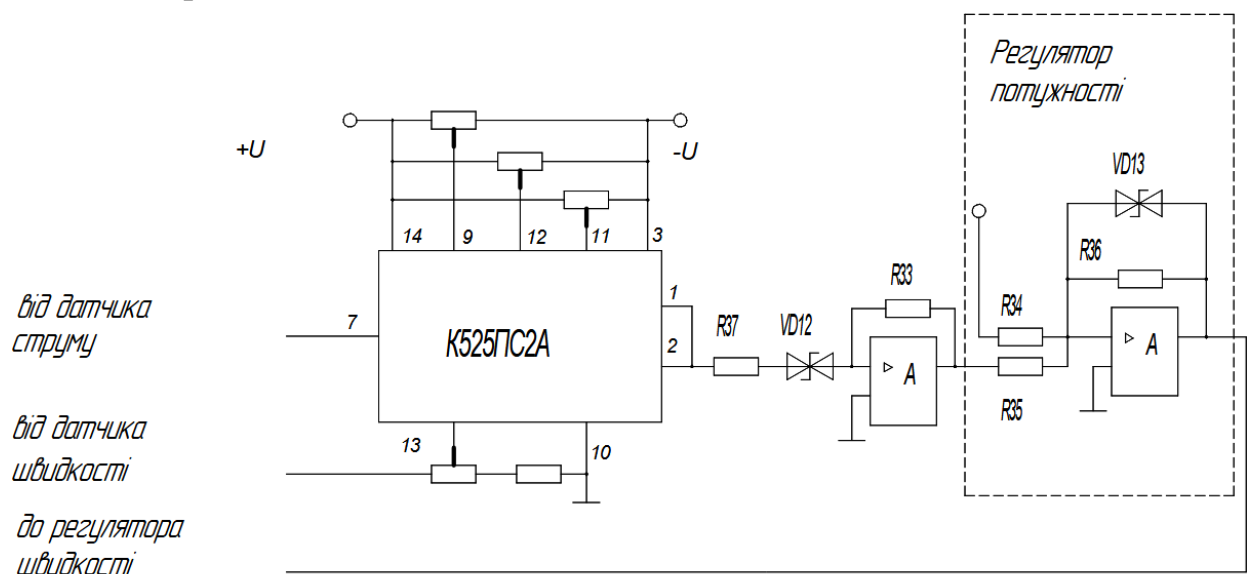 Регулятор
потужності
+U
-U
VD13
14
9
12
11
3
R36
від датчика
струму
7
К525ПС2А
1
2
R37
VD12
R33
A
R34
A
R35
від датчика
швидкості
13
10
до регулятора
швидкості